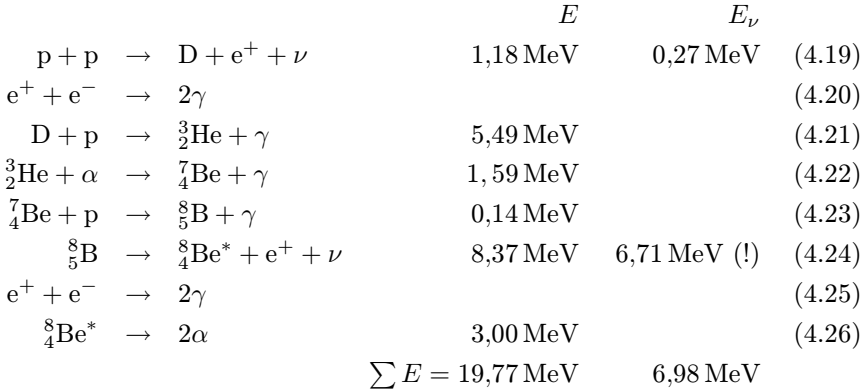 E E_ν
p + p → D + e⁺ + ν 1,18 MeV 0,27 MeV (4.19)
e⁺ + e⁻ → 2γ (4.20)
D + p → ³₂He + γ 5,49 MeV (4.21)
³₂He + α → ⁷₄Be + γ 1, 59 MeV (4.22)
⁷₄Be + p → ⁸₅B + γ 0,14 MeV (4.23)
⁸₅B → ⁸₄Be* + e⁺ + ν 8,37 MeV 6,71 MeV (!) (4.24)
e⁺ + e⁻ → 2γ (4.25)
⁸₄Be* → 2α 3,00 MeV (4.26)
∑ E = 19,77 MeV 6,98 MeV